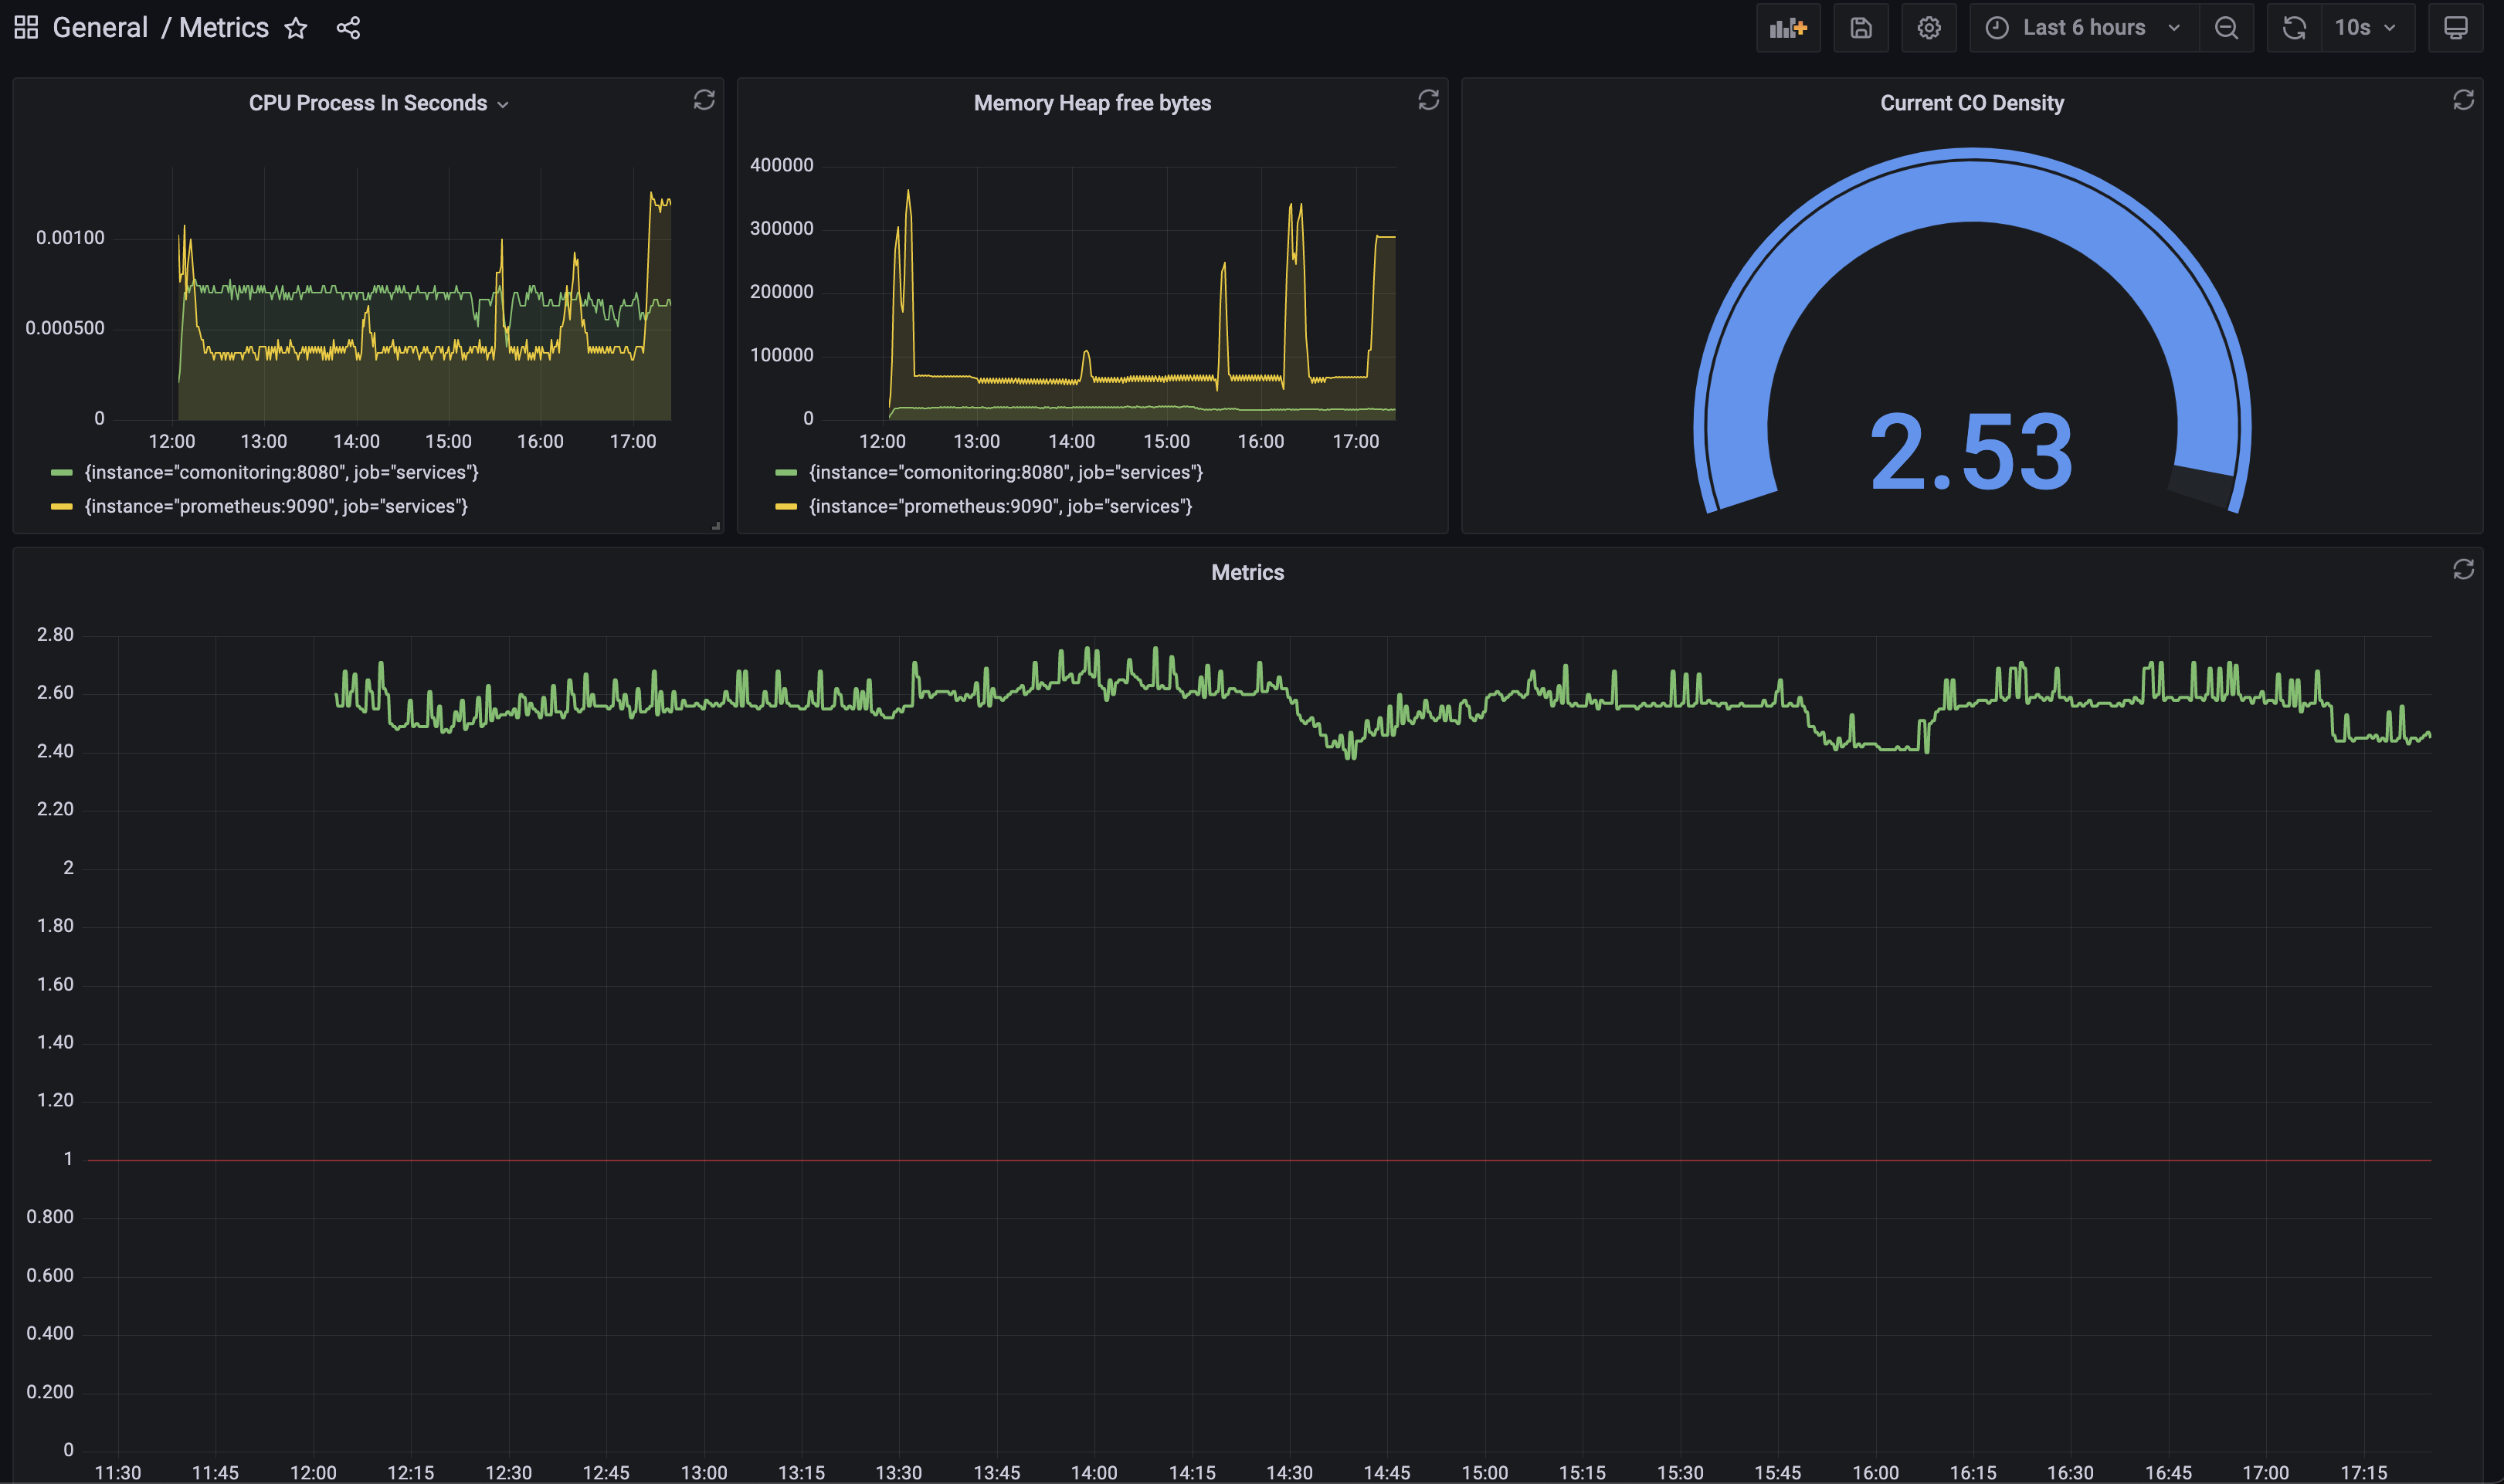 General / Metrics
Last 6 hours
10s
CPU Process In Seconds
0.00100
0.000500
0
12:00 13:00 14:00 15:00 16:00 17:00
{instance="comonitoring:8080", job="services"}
{instance="prometheus:9090", job="services"}
Memory Heap free bytes
400000
300000
200000
100000
0
12:00 13:00 14:00 15:00 16:00 17:00
{instance="comonitoring:8080", job="services"}
{instance="prometheus:9090", job="services"}
Current CO Density
2.53
Metrics
2.80
2.60
2.40
2.20
2
1.80
1.60
1.40
1.20
1
0.800
0.600
0.400
0.200
0
11:30 11:45 12:00 12:15 12:30 12:45 13:00 13:15 13:30 13:45 14:00 14:15 14:30 14:45 15:00 15:15 15:30 15:45 16:00 16:15 16:30 16:45 17:00 17:15